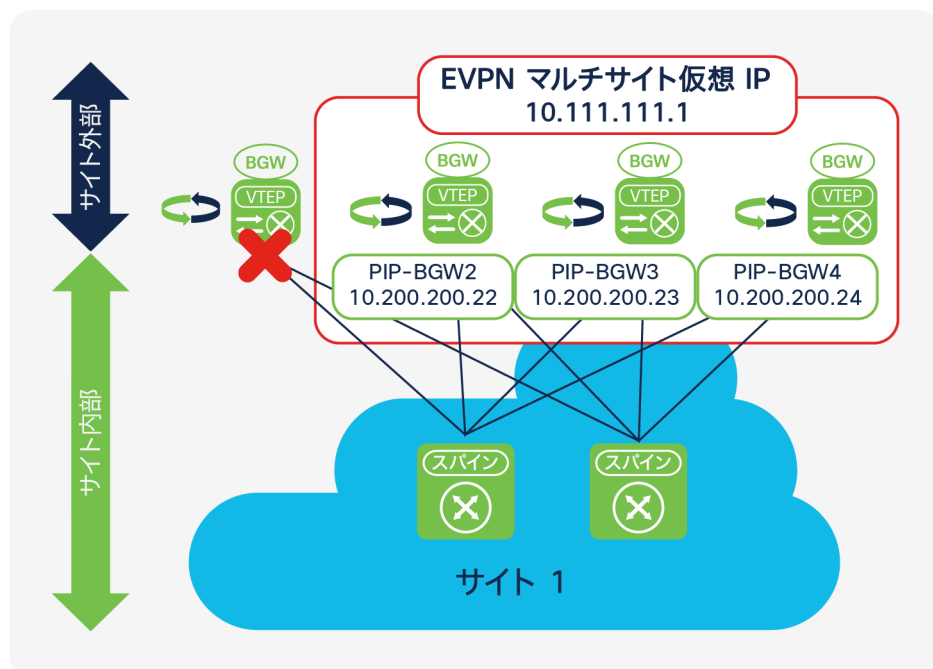 EVPN マルチサイト仮想 IP
10.111.111.1
サイト外部
BGW
VTEP
BGW
VTEP
BGW
VTEP
BGW
VTEP
PIP-BGW2
10.200.200.22
PIP-BGW3
10.200.200.23
PIP-BGW4
10.200.200.24
サイト内部
スパイン
スパイン
サイト 1